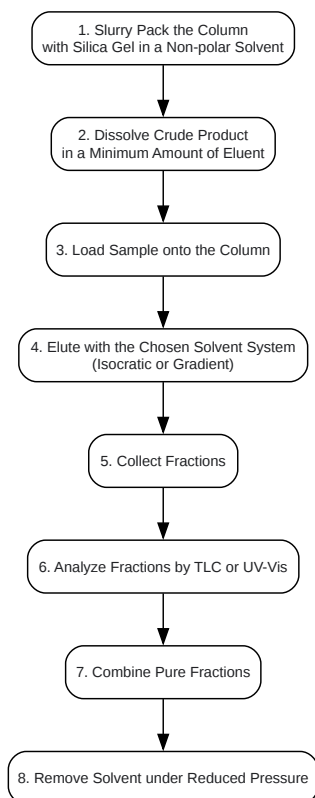 1. Slurry Pack the Column
with Silica Gel in a Non-polar Solvent
2. Dissolve Crude Product
in a Minimum Amount of Eluent
3. Load Sample onto the Column
4. Elute with the Chosen Solvent System
(Isocratic or Gradient)
5. Collect Fractions
6. Analyze Fractions by TLC or UV-Vis
7. Combine Pure Fractions
8. Remove Solvent under Reduced Pressure